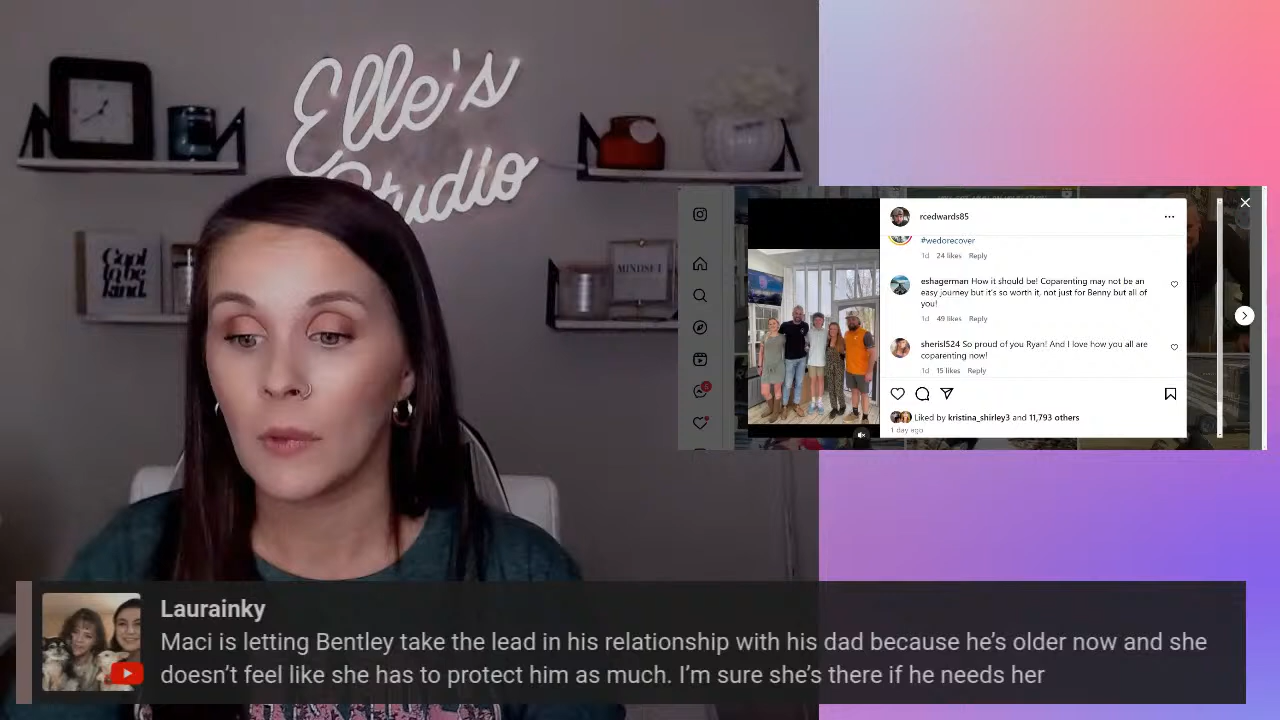 Elle's
Studio
Cool
to be
kind.
MINDSET
rcedwards85
#wedorecover
1d 24 likes Reply
eshagerman How it should be! Coparenting may not be an
easy journey but it's so worth it, not just for Benny but all of
you!
1d 49 likes Reply
sherisl524 So proud of you Ryan! And I love how you all are
coparenting now!
1d 15 likes Reply
Liked by kristina_shirley3 and 11,793 others
1 day ago
Laurainky
Maci is letting Bentley take the lead in his relationship with his dad because he's older now and she
doesn't feel like she has to protect him as much. I'm sure she's there if he needs her